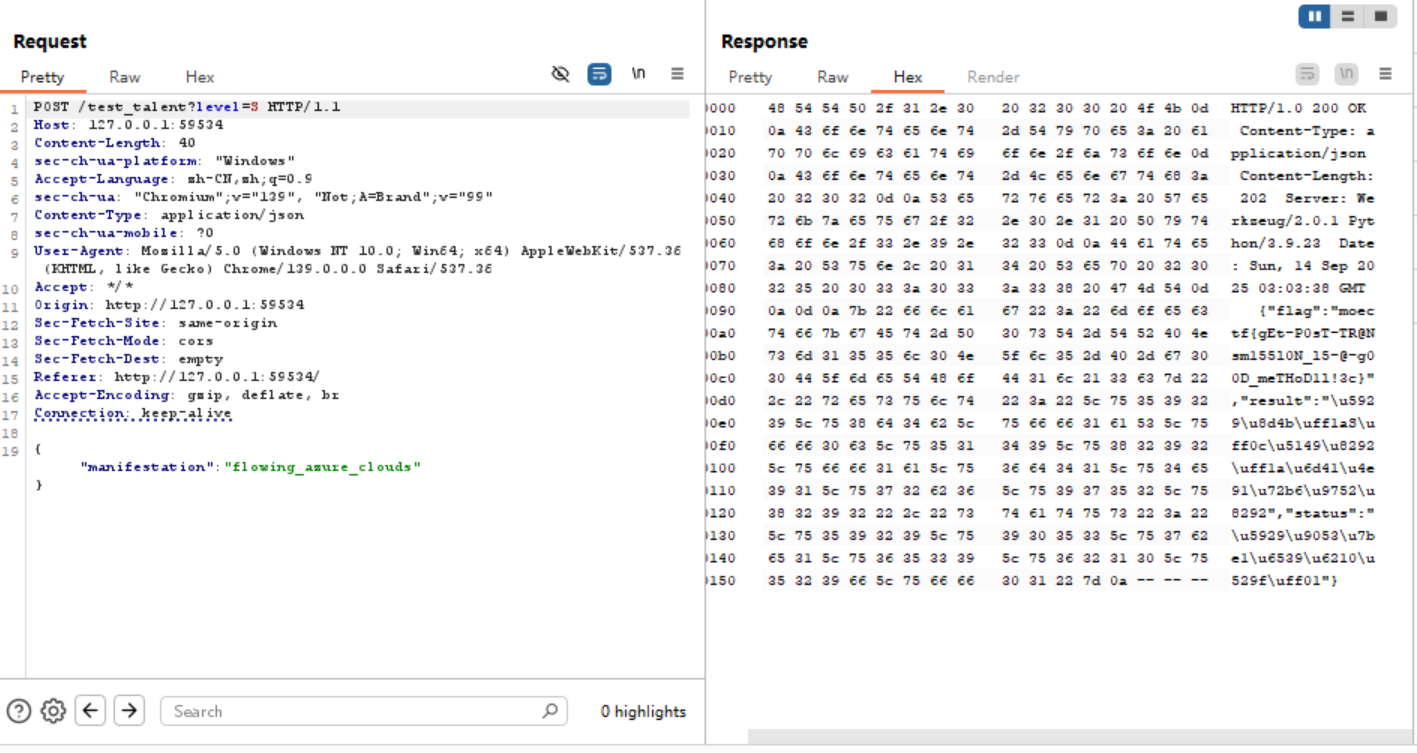 Request
Pretty Raw Hex \n
1 POST /test_talent?level=S HTTP/1.1
2 Host: 127.0.0.1:59534
3 Content-Length: 40
4 sec-ch-ua-platform: "Windows"
5 Accept-Language: zh-CN,zh;q=0.9
6 sec-ch-ua: "Chromium";v="139", "Not;A=Brand";v="99"
7 Content-Type: application/json
8 sec-ch-ua-mobile: ?0
9 User-Agent: Mozilla/5.0 (Windows NT 10.0; Win64; x64) AppleWebKit/537.36
(KHTML, like Gecko) Chrome/139.0.0.0 Safari/537.36
10 Accept: */*
11 Origin: http://127.0.0.1:59534
12 Sec-Fetch-Site: same-origin
13 Sec-Fetch-Mode: cors
14 Sec-Fetch-Dest: empty
15 Referer: http://127.0.0.1:59534/
16 Accept-Encoding: gzip, deflate, br
17 Connection: keep-alive
18
19 {
"manifestation":"flowing_azure_clouds"
}
Search 0 highlights
Response
Pretty Raw Hex Render \n
0000 48 54 54 50 2f 31 2e 30 20 32 30 30 20 4f 4b 0d HTTP/1.0 200 OK
0010 0a 43 6f 6e 74 65 6e 74 2d 54 79 70 65 3a 20 61 Content-Type: a
0020 70 70 6c 69 63 61 74 69 6f 6e 2f 6a 73 6f 6e 0d pplication/json
0030 0a 43 6f 6e 74 65 6e 74 2d 4c 65 6e 67 74 68 3a Content-Length:
0040 20 32 30 32 0d 0a 53 65 72 76 65 72 3a 20 57 65 202 Server: We
0050 72 6b 7a 65 75 67 2f 32 2e 30 2e 31 20 50 79 74 rkzeug/2.0.1 Pyt
0060 68 6f 6e 2f 33 2e 39 2e 32 33 0d 0a 44 61 74 65 hon/3.9.23 Date
0070 3a 20 53 75 6e 2c 20 31 34 20 53 65 70 20 32 30 : Sun, 14 Sep 20
0080 32 35 20 30 33 3a 30 33 3a 33 38 20 47 4d 54 0d 25 03:03:38 GMT
0090 0a 0d 0a 7b 22 66 6c 61 67 22 3a 22 6d 6f 65 63 {"flag":"moec
00a0 74 66 7b 67 45 74 2d 50 30 73 54 2d 54 52 40 4e tf{gEt-P0sT-TR@N
00b0 73 6d 31 35 35 6c 30 4e 5f 6c 35 2d 40 2d 67 30 sm155l0N_l5-@-g0
00c0 30 44 5f 6d 65 54 48 6f 44 31 6c 21 33 63 7d 22 0D_meTHoD1l!3c}"
00d0 2c 22 72 65 73 75 6c 74 22 3a 22 5c 75 35 39 32 ,"result":"\u592
00e0 39 5c 75 38 64 34 62 5c 75 66 66 31 61 53 5c 75 9\u8d4b\uff1aS\u
00f0 66 66 30 63 5c 75 35 31 34 39 5c 75 38 32 39 32 ff0c\u5149\u8292
0100 5c 75 66 66 31 61 5c 75 36 64 34 31 5c 75 34 65 \uff1a\u6d41\u4e
0110 39 31 5c 75 37 32 62 36 5c 75 39 37 35 32 5c 75 91\u72b6\u9752\u
0120 38 32 39 32 22 2c 22 73 74 61 74 75 73 22 3a 22 8292","status":"
0130 5c 75 35 39 32 39 5c 75 39 30 35 33 5c 75 37 62 \u5929\u9053\u7b
0140 65 31 5c 75 36 35 33 39 5c 75 36 32 31 30 5c 75 e1\u6539\u6210\u
0150 35 32 39 66 5c 75 66 66 30 31 22 7d 0a -- -- -- 529f\uff01"}